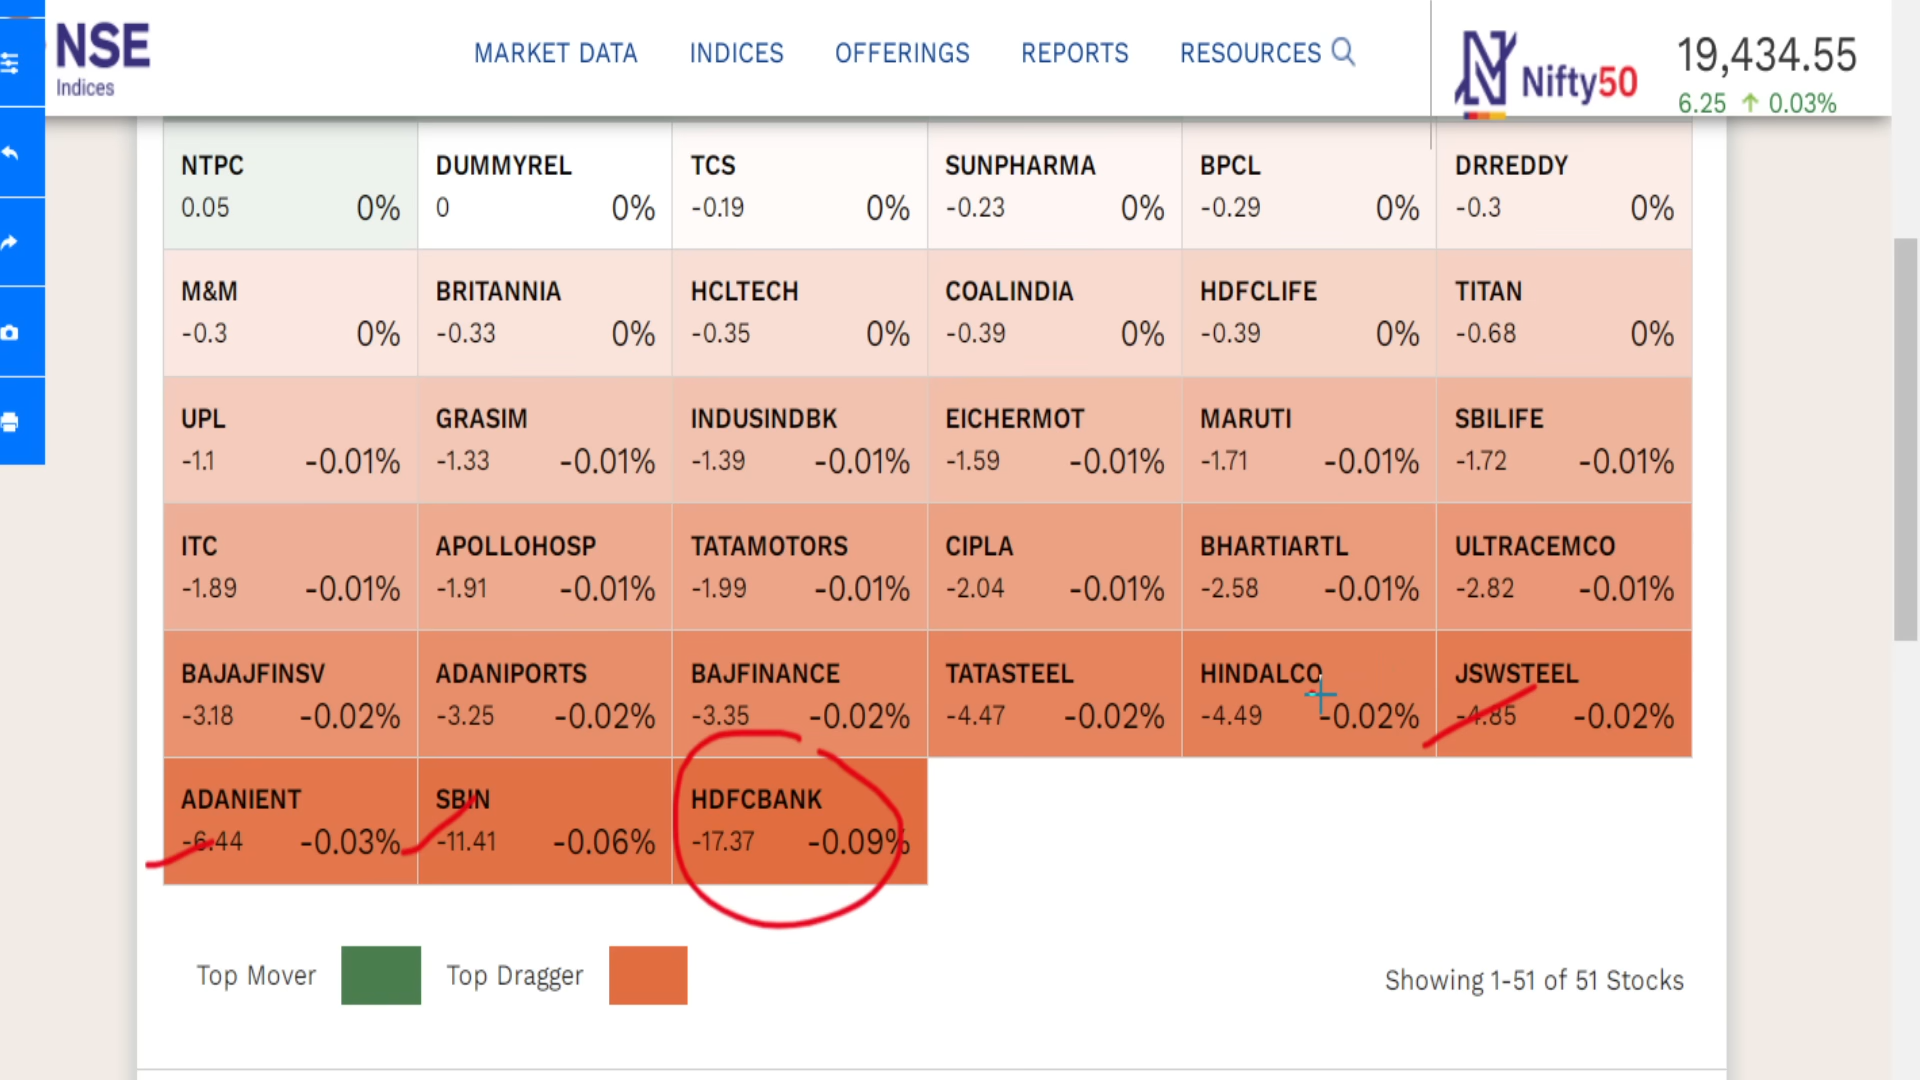 NSE
Indices
MARKET DATA INDICES OFFERINGS REPORTS RESOURCES
Nifty50
19,434.55
6.25 0.03%
NTPC DUMMYREL TCS SUNPHARMA BPCL DRREDDY
0.05 0% 0 0% -0.19 0% -0.23 0% -0.29 0% -0.3 0%
M&M BRITANNIA HCLTECH COALINDIA HDFCLIFE TITAN
-0.3 0% -0.33 0% -0.35 0% -0.39 0% -0.39 0% -0.68 0%
UPL GRASIM INDUSINDBK EICHERMOT MARUTI SBILIFE
-1.1 -0.01% -1.33 -0.01% -1.39 -0.01% -1.59 -0.01% -1.71 -0.01% -1.72 -0.01%
ITC APOLLOHOSP TATAMOTORS CIPLA BHARTIARTL ULTRACEMCO
-1.89 -0.01% -1.91 -0.01% -1.99 -0.01% -2.04 -0.01% -2.58 -0.01% -2.82 -0.01%
BAJAJFINSV ADANIPORTS BAJFINANCE TATASTEEL HINDALCO JSWSTEEL
-3.18 -0.02% -3.25 -0.02% -3.35 -0.02% -4.47 -0.02% -4.49 -0.02% -4.85 -0.02%
ADANIENT SBIN HDFCBANK
-6.44 -0.03% -11.41 -0.06% -17.37 -0.09%
Top Mover Top Dragger
Showing 1-51 of 51 Stocks